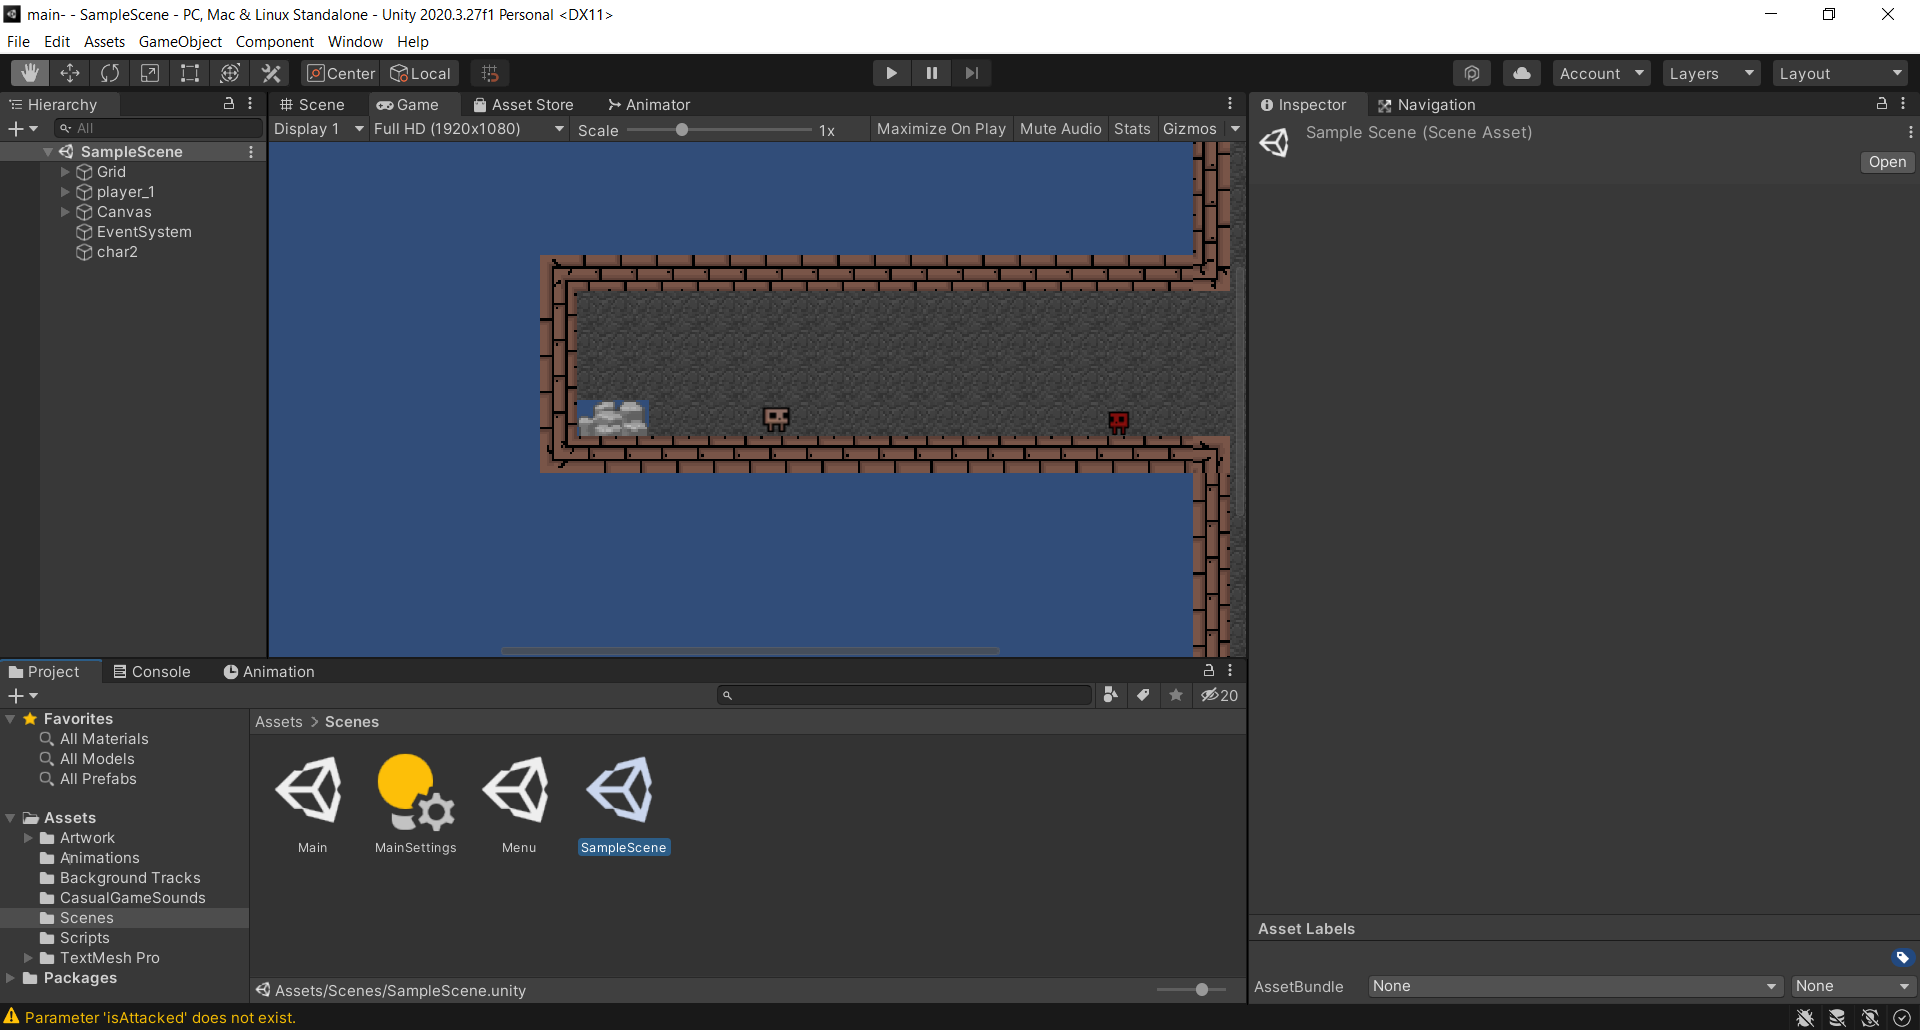 main- - SampleScene - PC, Mac & Linux Standalone - Unity 2020.3.27f1 Personal <DX11>
File Edit Assets GameObject Component Window Help
Center Local Account Layers Layout
Hierarchy
All
SampleScene
Grid
player_1
Canvas
EventSystem
char2
Scene Game Asset Store Animator
Display 1 Full HD (1920x1080) Scale 1x Maximize On Play Mute Audio Stats Gizmos
Inspector Navigation
Sample Scene (Scene Asset)
Open
Project Console Animation
20
Favorites
All Materials
All Models
All Prefabs
Assets
Artwork
Animations
Background Tracks
CasualGameSounds
Scenes
Scripts
TextMesh Pro
Packages
Assets > Scenes
Main MainSettings Menu SampleScene
Assets/Scenes/SampleScene.unity
Asset Labels
AssetBundle None None
Parameter 'isAttacked' does not exist.